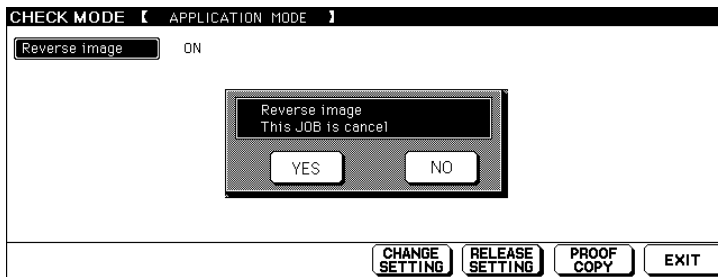 CHECK MODE 【 APPLICATION MODE 】
Reverse image ON
Reverse image
This JOB is cancel
YES NO
CHANGE SETTING RELEASE SETTING PROOF COPY EXIT